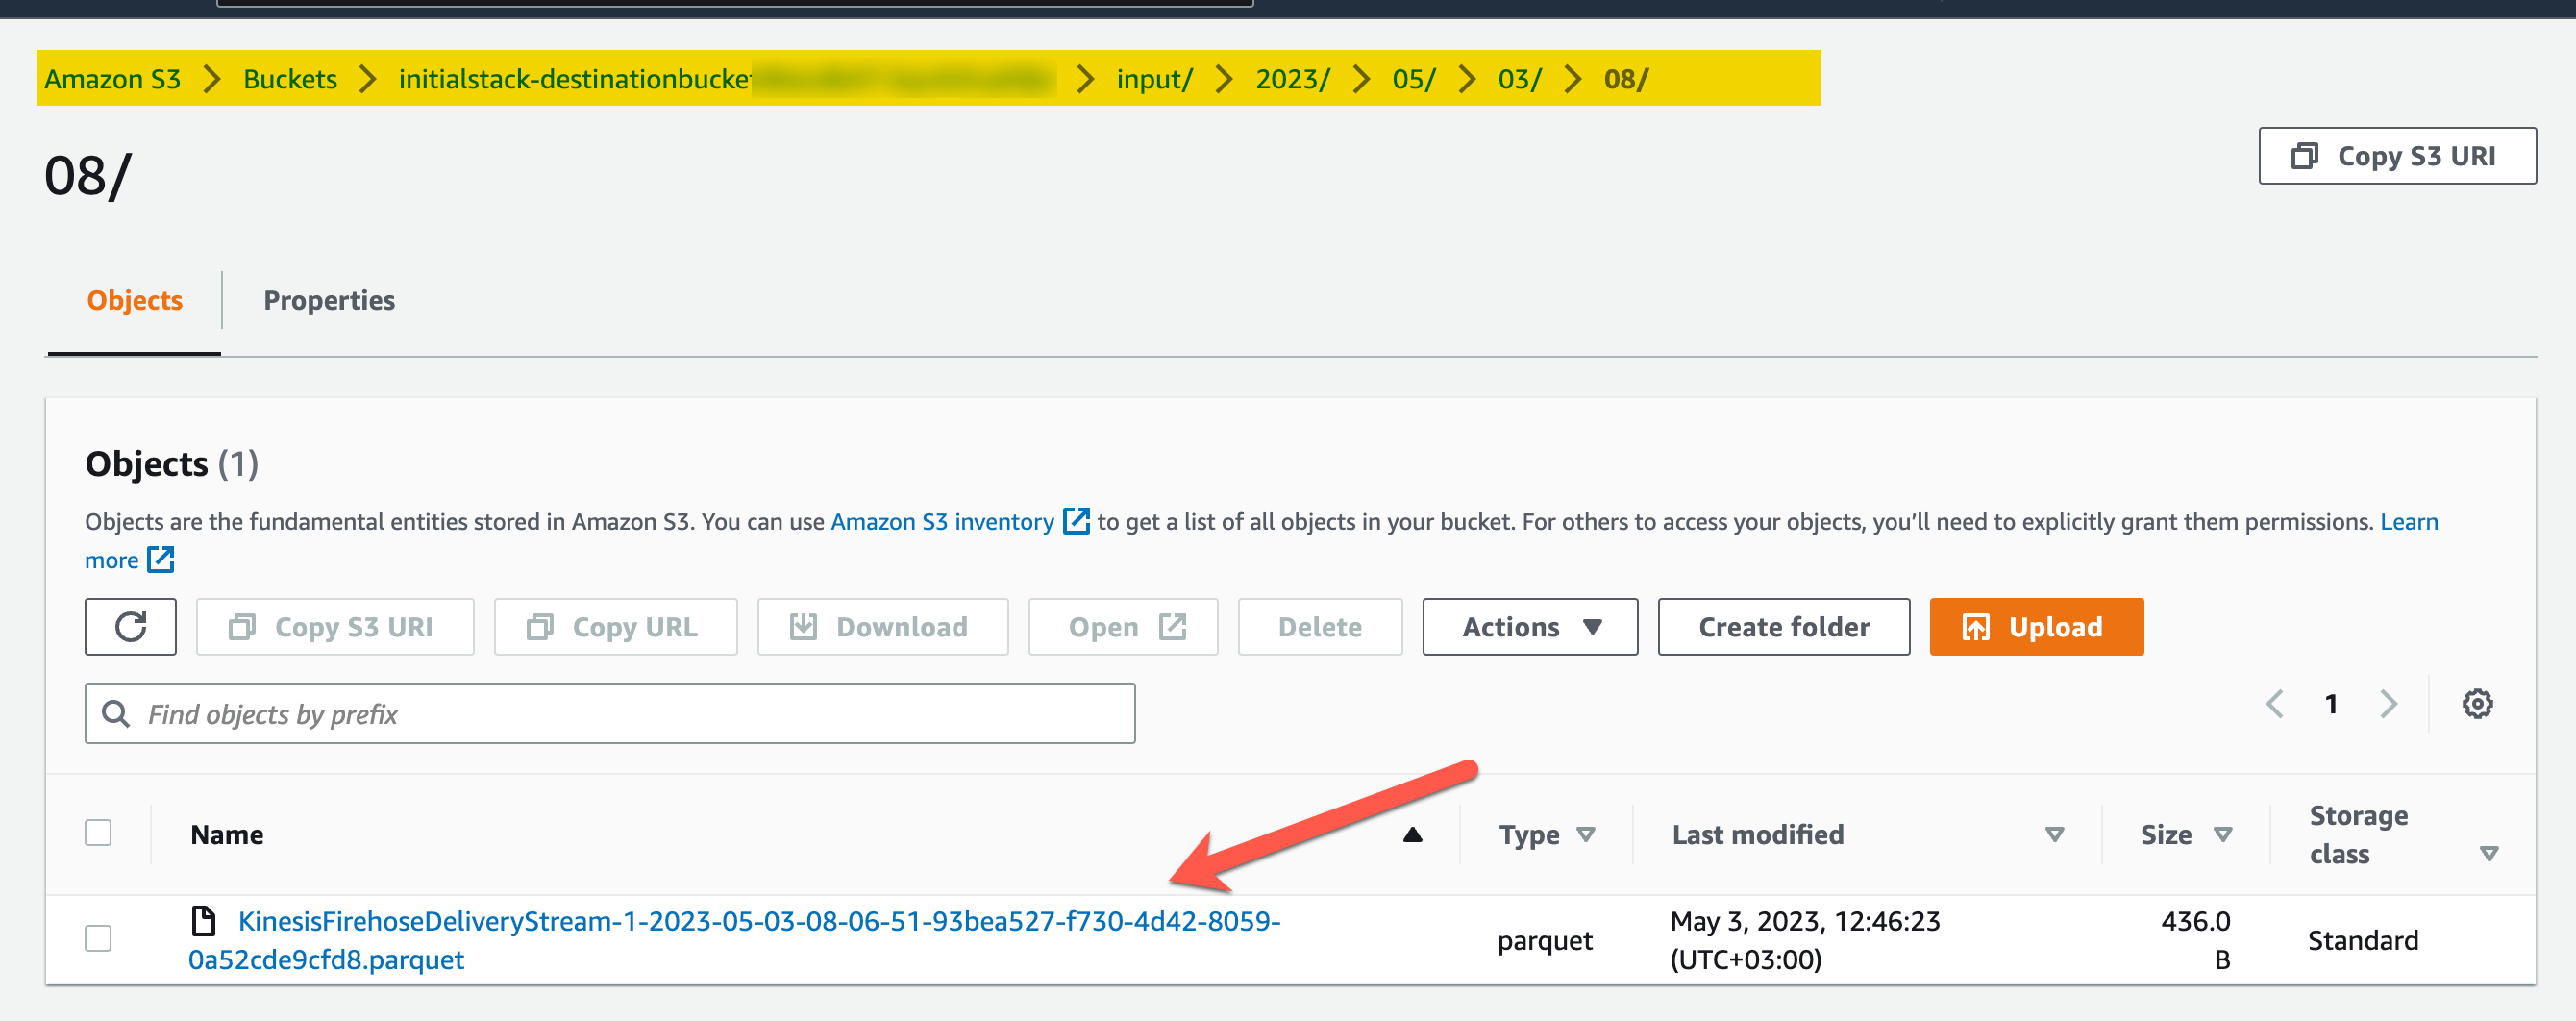 Amazon S3 > Buckets > initialstack-destinationbucket > input/ > 2023/ > 05/ > 03/ > 08/
08/
Copy S3 URI
Objects Properties
Objects (1)
Objects are the fundamental entities stored in Amazon S3. You can use Amazon S3 inventory to get a list of all objects in your bucket. For others to access your objects, you’ll need to explicitly grant them permissions. Learn
more
Copy S3 URI Copy URL Download Open Delete Actions Create folder Upload
Find objects by prefix
1
Name Type Last modified Size Storage
class
KinesisFirehoseDeliveryStream-1-2023-05-03-08-06-51-93bea527-f730-4d42-8059-
0a52cde9cfd8.parquet
parquet
May 3, 2023, 12:46:23
(UTC+03:00)
436.0
B
Standard